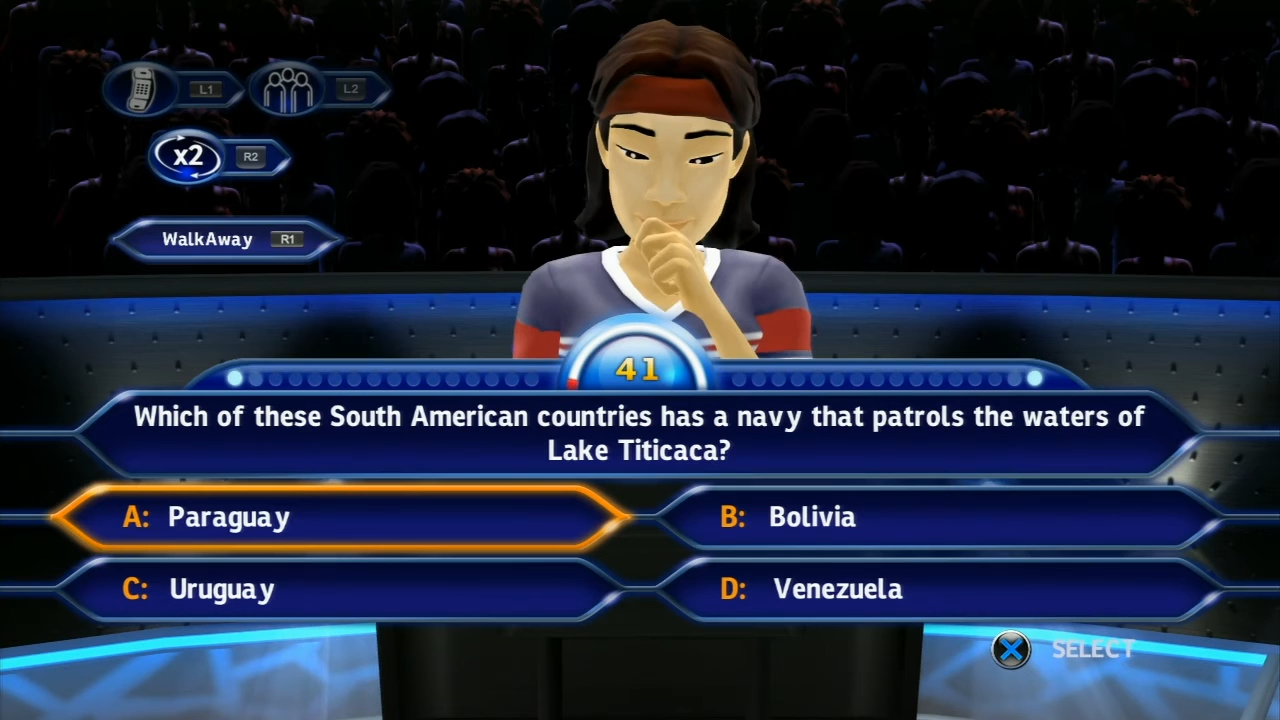 L1
L2
x2
R2
WalkAway R1
41
Which of these South American countries has a navy that patrols the waters of
Lake Titicaca?
A: Paraguay
B: Bolivia
C: Uruguay
D: Venezuela
SELECT